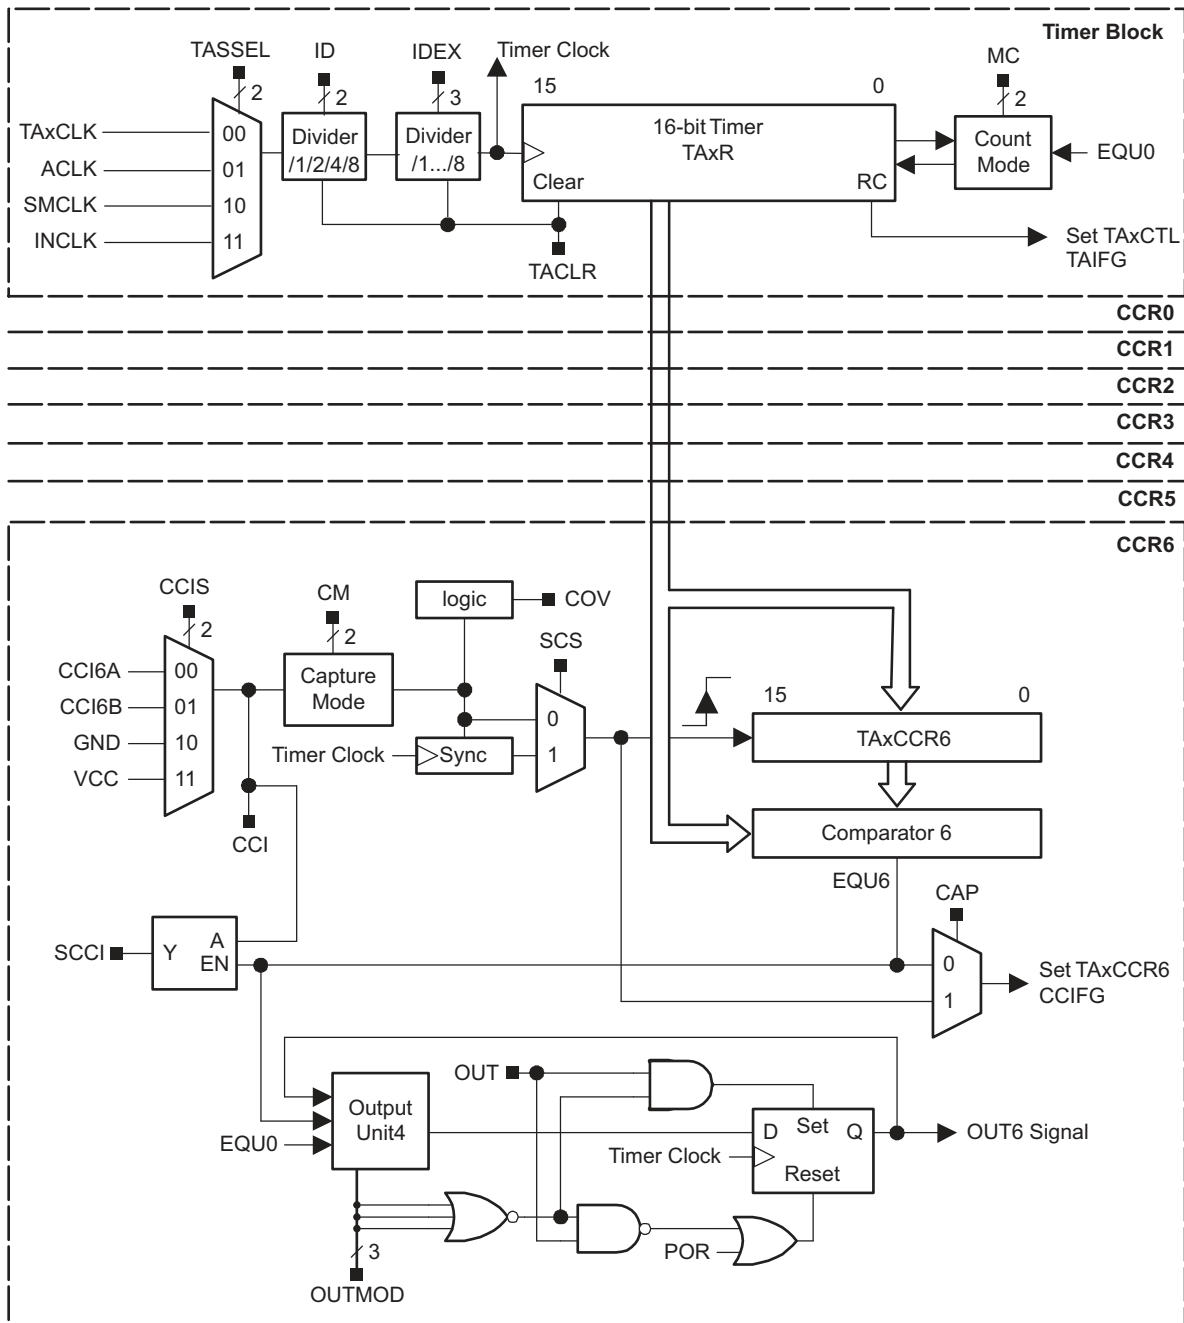 Timer Block
TASSEL
ID
IDEX
Timer Clock
MC
2
2
3
15
0
2
TAxCLK
ACLK
SMCLK
INCLK
00
01
10
11
Divider
/1/2/4/8
Divider
/1.../8
16-bit Timer
TAxR
Clear
RC
Count
Mode
EQU0
TACLR
Set TAxCTL
TAIFG
CCR0
CCR1
CCR2
CCR3
CCR4
CCR5
CCR6
CCIS
CM
logic
COV
2
2
SCS
CCI6A
CCI6B
GND
VCC
00
01
10
11
Capture
Mode
Timer Clock
Sync
0
1
15
0
TAxCCR6
CCI
Comparator 6
EQU6
CAP
SCCI
Y
A
EN
0
1
Set TAxCCR6
CCIFG
OUT
Output
Unit4
EQU0
D
Set
Q
Reset
Timer Clock
OUT6 Signal
POR
3
OUTMOD